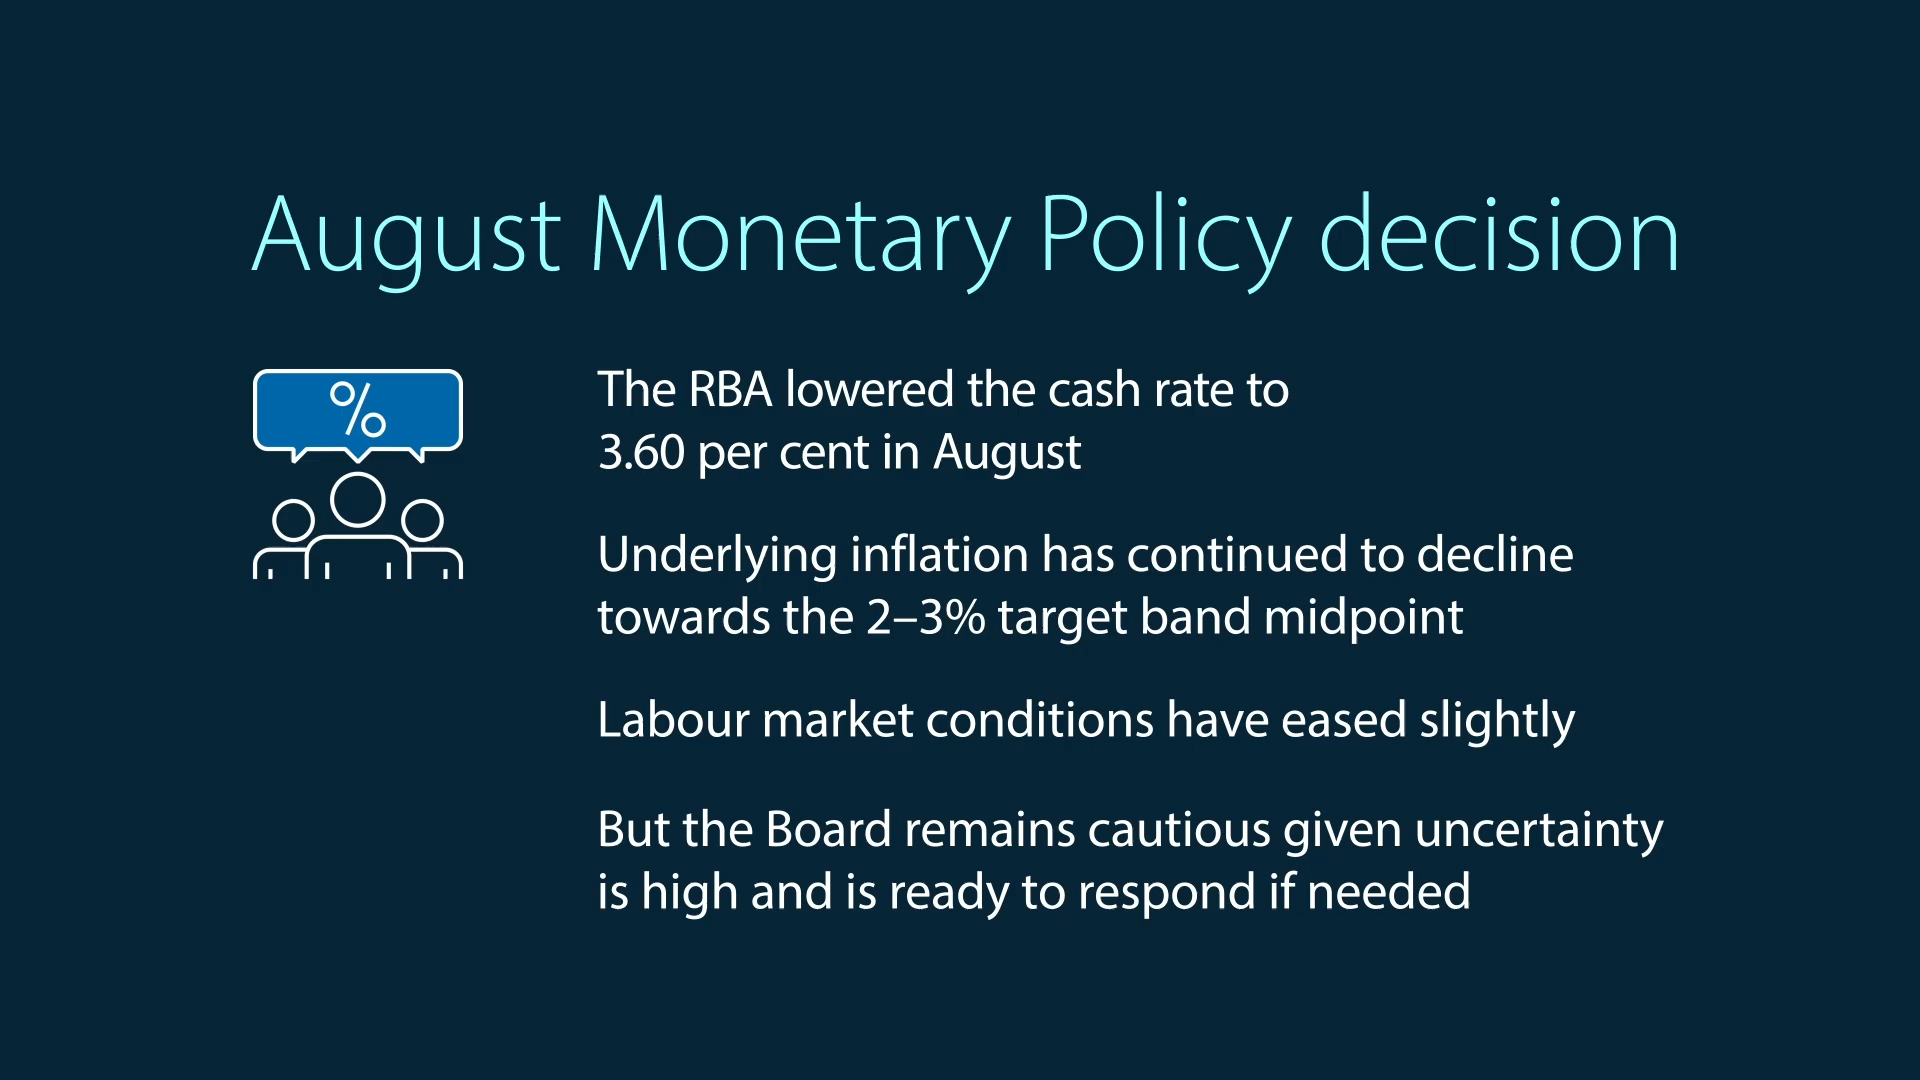 August Monetary Policy decision
%
The RBA lowered the cash rate to
3.60 per cent in August
Underlying inflation has continued to decline
towards the 2–3% target band midpoint
Labour market conditions have eased slightly
But the Board remains cautious given uncertainty
is high and is ready to respond if needed